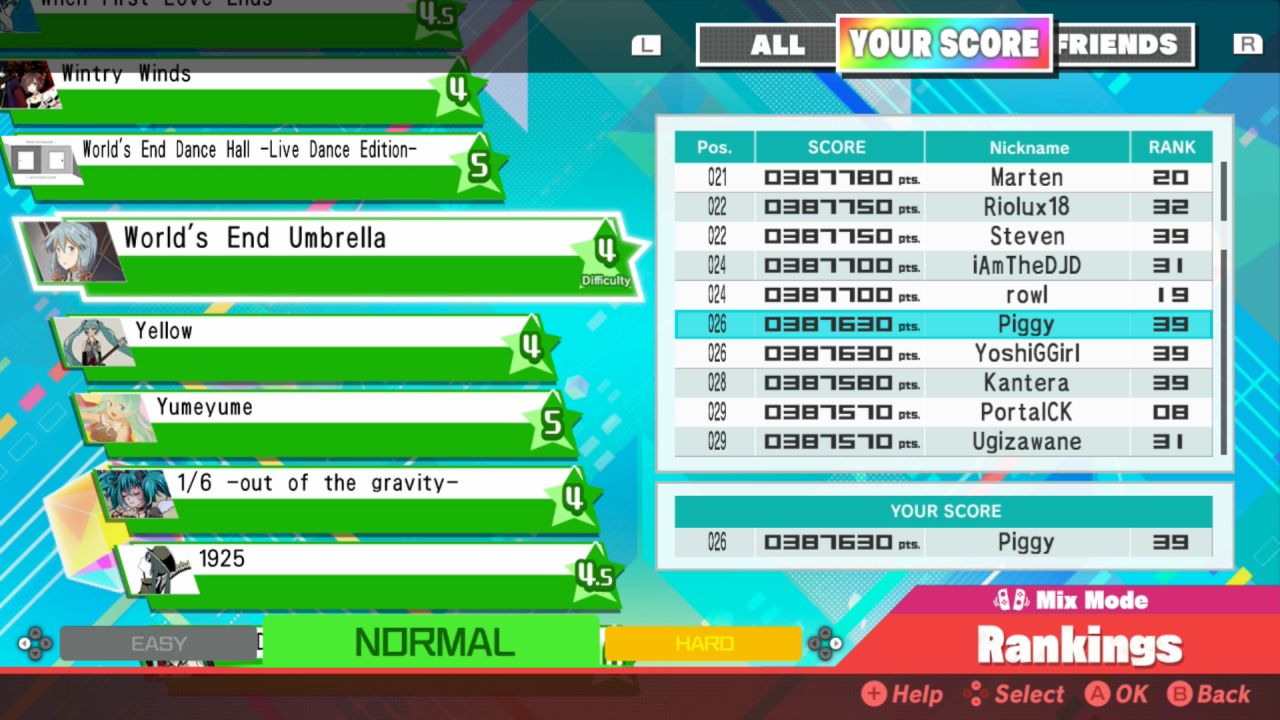 When First Love Ends
4.5
Wintry Winds
4
World's End Dance Hall -Live Dance Edition-
5
World's End Umbrella
4
Difficulty
Yellow
4
Yumeyume
5
1/6 -out of the gravity-
4
1925
4.5
EASY
NORMAL
HARD
L
ALL
YOUR SCORE
FRIENDS
R
Pos. SCORE Nickname RANK
021 0387780 pts. Marten 20
022 0387750 pts. Riolux18 32
022 0387750 pts. Steven 39
024 0387700 pts. iAmTheDJD 31
024 0387700 pts. rowl 19
026 0387630 pts. Piggy 39
026 0387630 pts. YoshiGGirl 39
028 0387580 pts. Kantera 39
029 0387570 pts. PortalCK 08
029 0387570 pts. Ugizawane 31
YOUR SCORE
026 0387630 pts. Piggy 39
Mix Mode
Rankings
+ Help Select A OK B Back